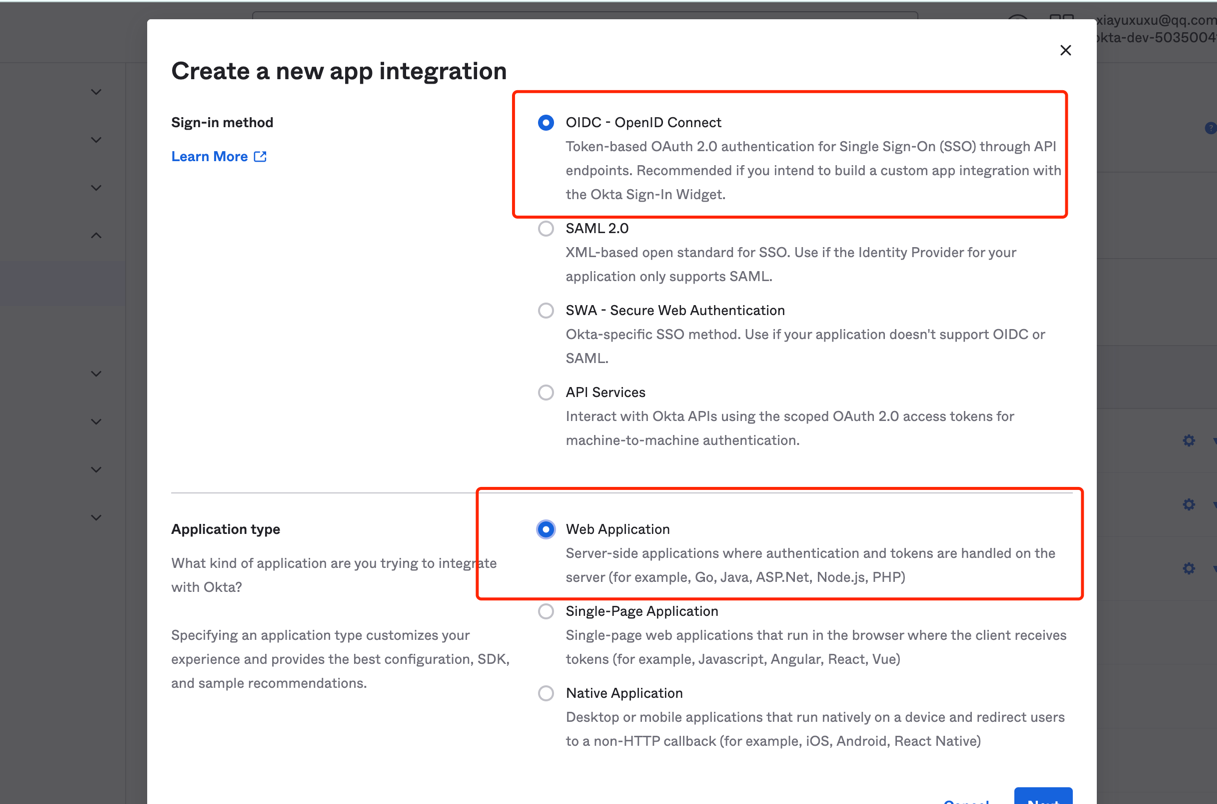 xiayuxuxu@qq.com
okta-dev-5035004
Create a new app integration
Sign-in method
Learn More
OIDC - OpenID Connect
Token-based OAuth 2.0 authentication for Single Sign-On (SSO) through API
endpoints. Recommended if you intend to build a custom app integration with
the Okta Sign-In Widget.
SAML 2.0
XML-based open standard for SSO. Use if the Identity Provider for your
application only supports SAML.
SWA - Secure Web Authentication
Okta-specific SSO method. Use if your application doesn't support OIDC or
SAML.
API Services
Interact with Okta APIs using the scoped OAuth 2.0 access tokens for
machine-to-machine authentication.
Application type
What kind of application are you trying to integrate
with Okta?
Specifying an application type customizes your
experience and provides the best configuration, SDK,
and sample recommendations.
Web Application
Server-side applications where authentication and tokens are handled on the
server (for example, Go, Java, ASP.Net, Node.js, PHP)
Single-Page Application
Single-page web applications that run in the browser where the client receives
tokens (for example, Javascript, Angular, React, Vue)
Native Application
Desktop or mobile applications that run natively on a device and redirect users
to a non-HTTP callback (for example, iOS, Android, React Native)
Cancel
Next